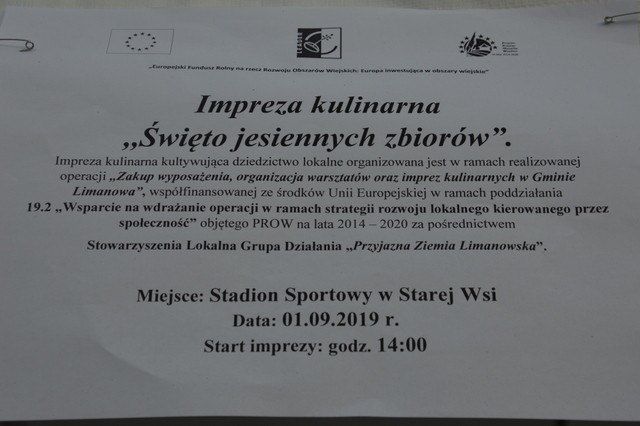 LEADER
„Europejski Fundusz Rolny na rzecz Rozwoju Obszarów Wiejskich: Europa inwestująca w obszary wiejskie”
Impreza kulinarna
„Święto jesiennych zbiorów”.
Impreza kulinarna kultywująca dziedzictwo lokalne organizowana jest w ramach realizowanej
operacji „Zakup wyposażenia, organizacja warsztatów oraz imprez kulinarnych w Gminie
Limanowa”, współfinansowanej ze środków Unii Europejskiej w ramach poddziałania
19.2 „Wsparcie na wdrażanie operacji w ramach strategii rozwoju lokalnego kierowanego przez
społeczność” objętego PROW na lata 2014 – 2020 za pośrednictwem
Stowarzyszenia Lokalna Grupa Działania „Przyjazna Ziemia Limanowska”.
Miejsce: Stadion Sportowy w Starej Wsi
Data: 01.09.2019 r.
Start imprezy: godz. 14:00